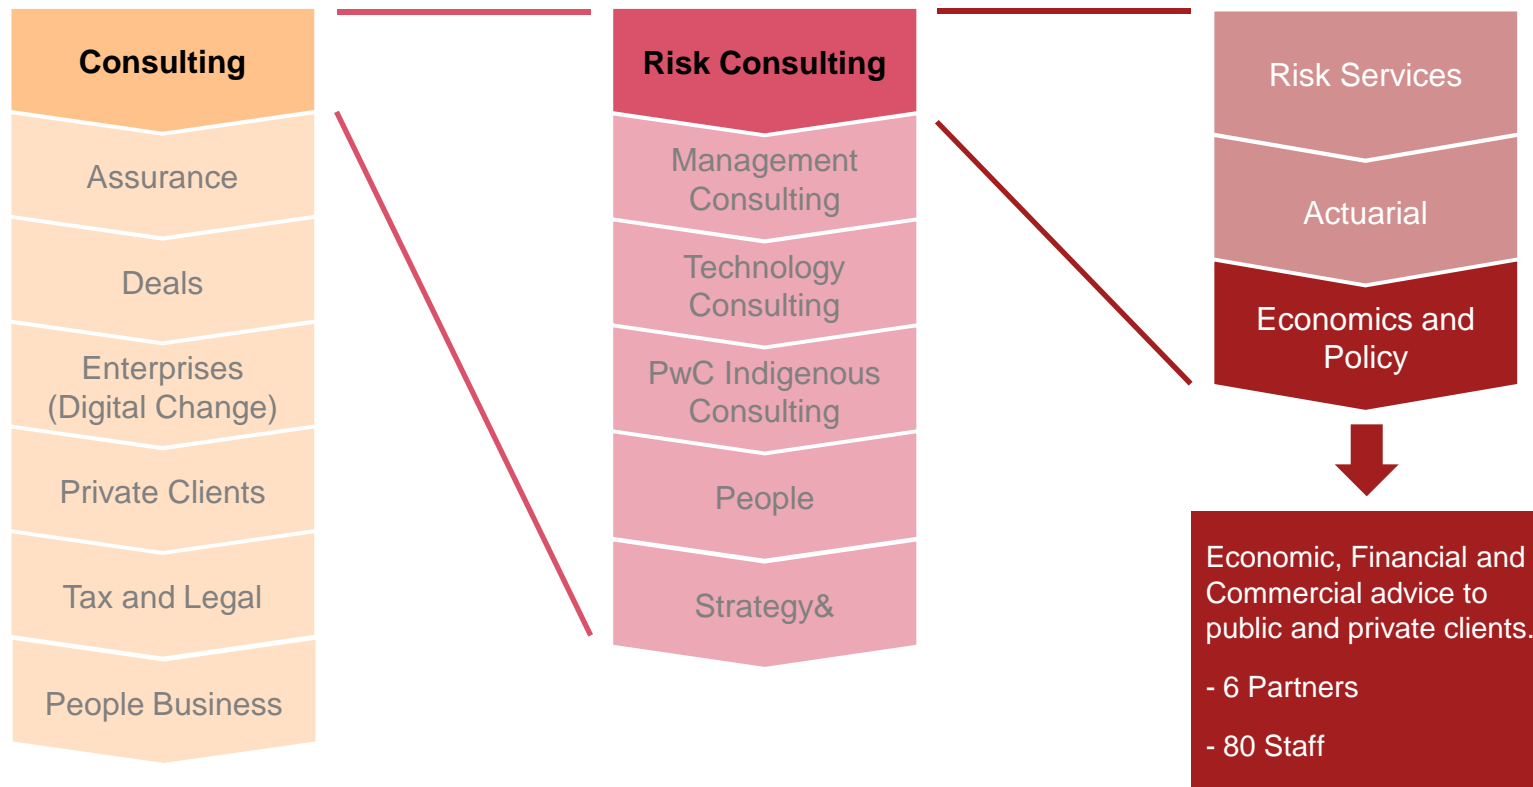 Consulting
Assurance
Deals
Enterprises
(Digital Change)
Private Clients
Tax and Legal
People Business
Risk Consulting
Management
Consulting
Technology
Consulting
PwC Indigenous
Consulting
People
Strategy&
Risk Services
Actuarial
Economics and
Policy
Economic, Financial and
Commercial advice to
public and private clients.
- 6 Partners
- 80 Staff